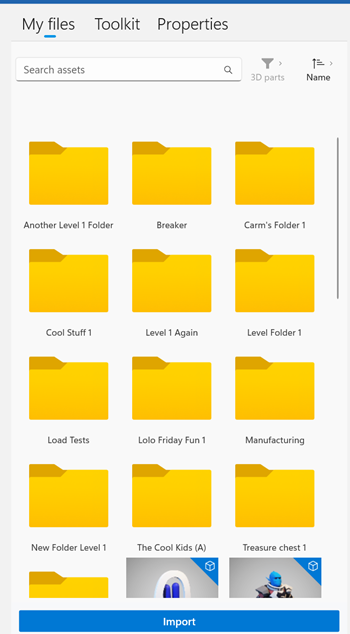 My files Toolkit Properties
Search assets
3D parts Name
Another Level 1 Folder Breaker Carm's Folder 1
Cool Stuff 1 Level 1 Again Level Folder 1
Load Tests Lolo Friday Fun 1 Manufacturing
New Folder Level 1 The Cool Kids (A) Treasure chest 1
Import